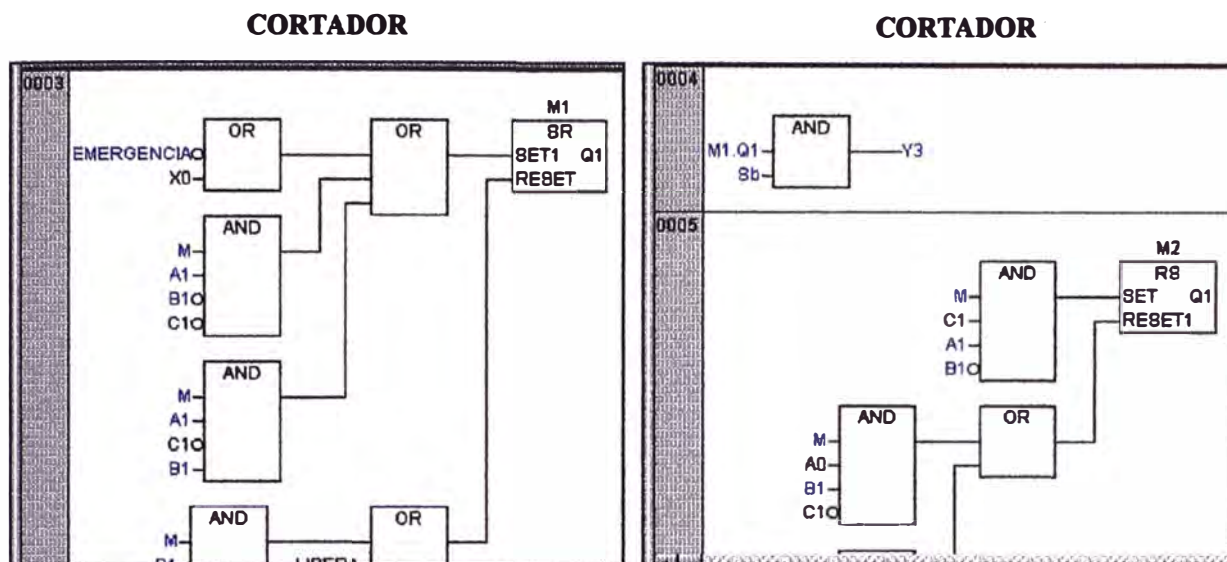 CORTADOR
0003
M1
OR
OR
SR
EMERGENCIA
SET1 Q1
X0
RESET
AND
M
A1
B1
C1
AND
M
A1
C1
B1
AND
OR
M
CORTADOR
0004
AND
M1.Q1
Y3
Sb
0005
M2
AND
RS
M
SET Q1
C1
RESET1
A1
B1
AND
OR
M
A0
B1
C1